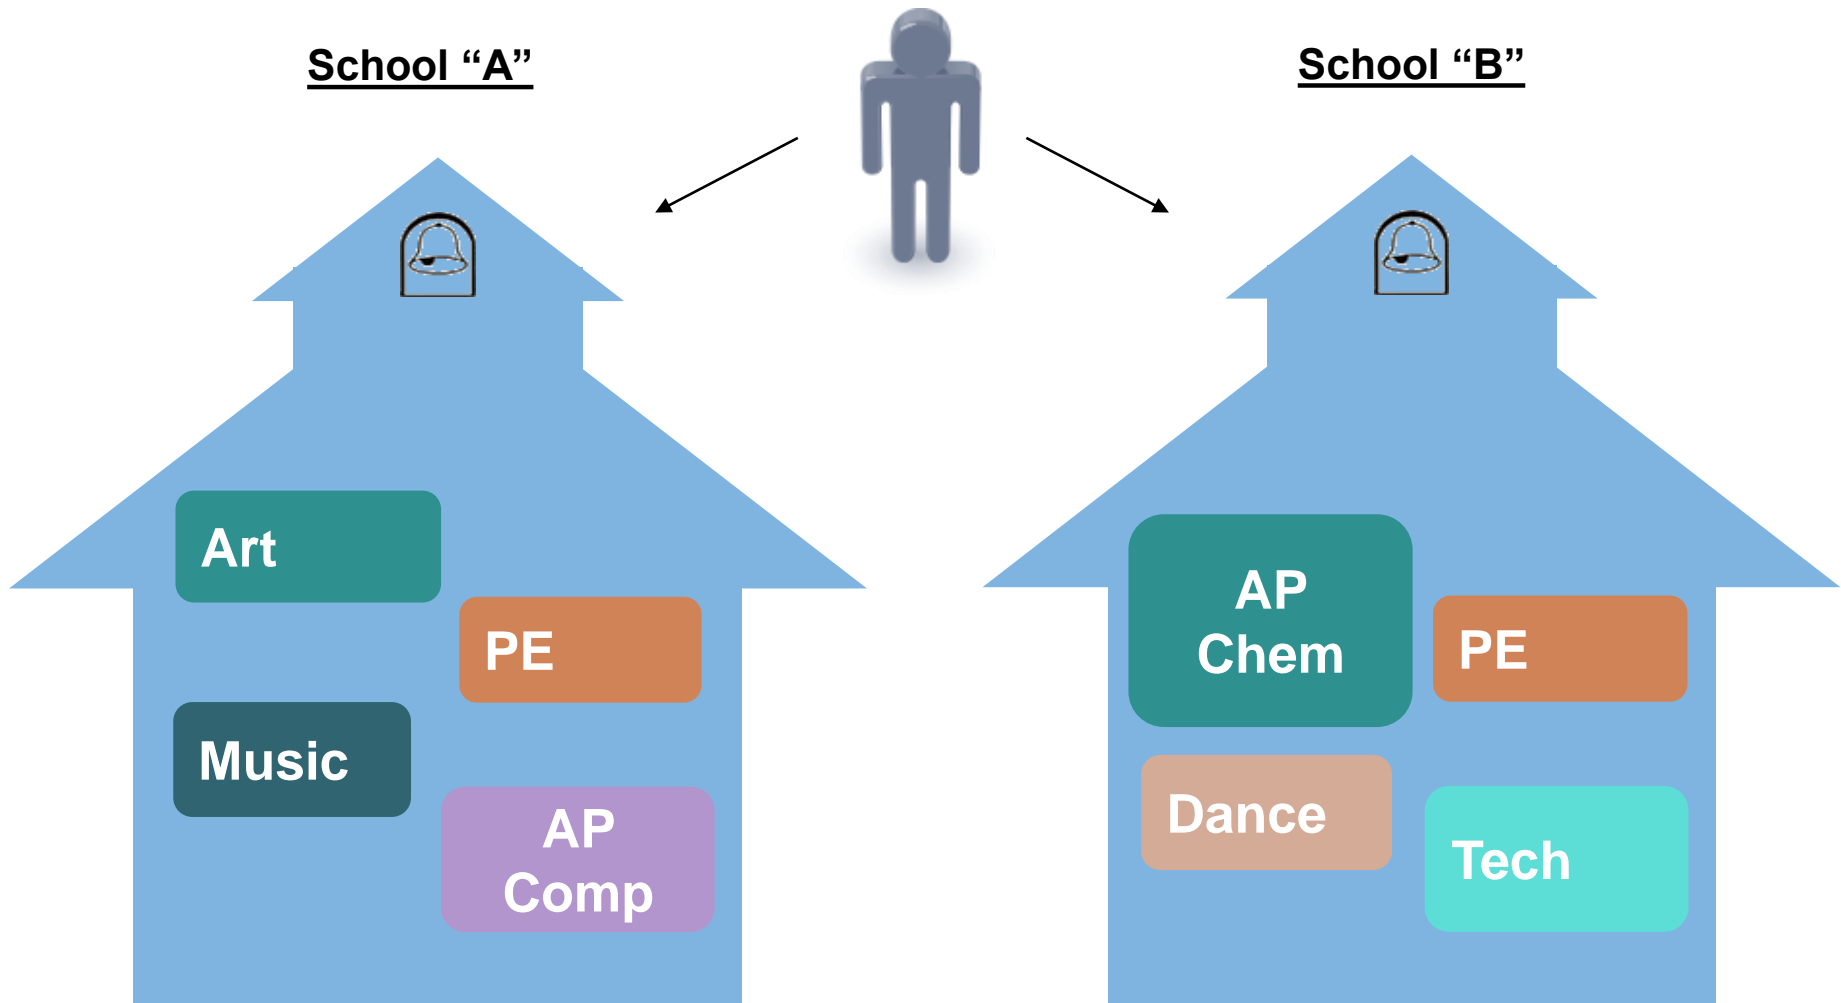 School “A”
School “B”
Art
PE
Music
AP
Comp
AP
Chem
PE
Dance
Tech